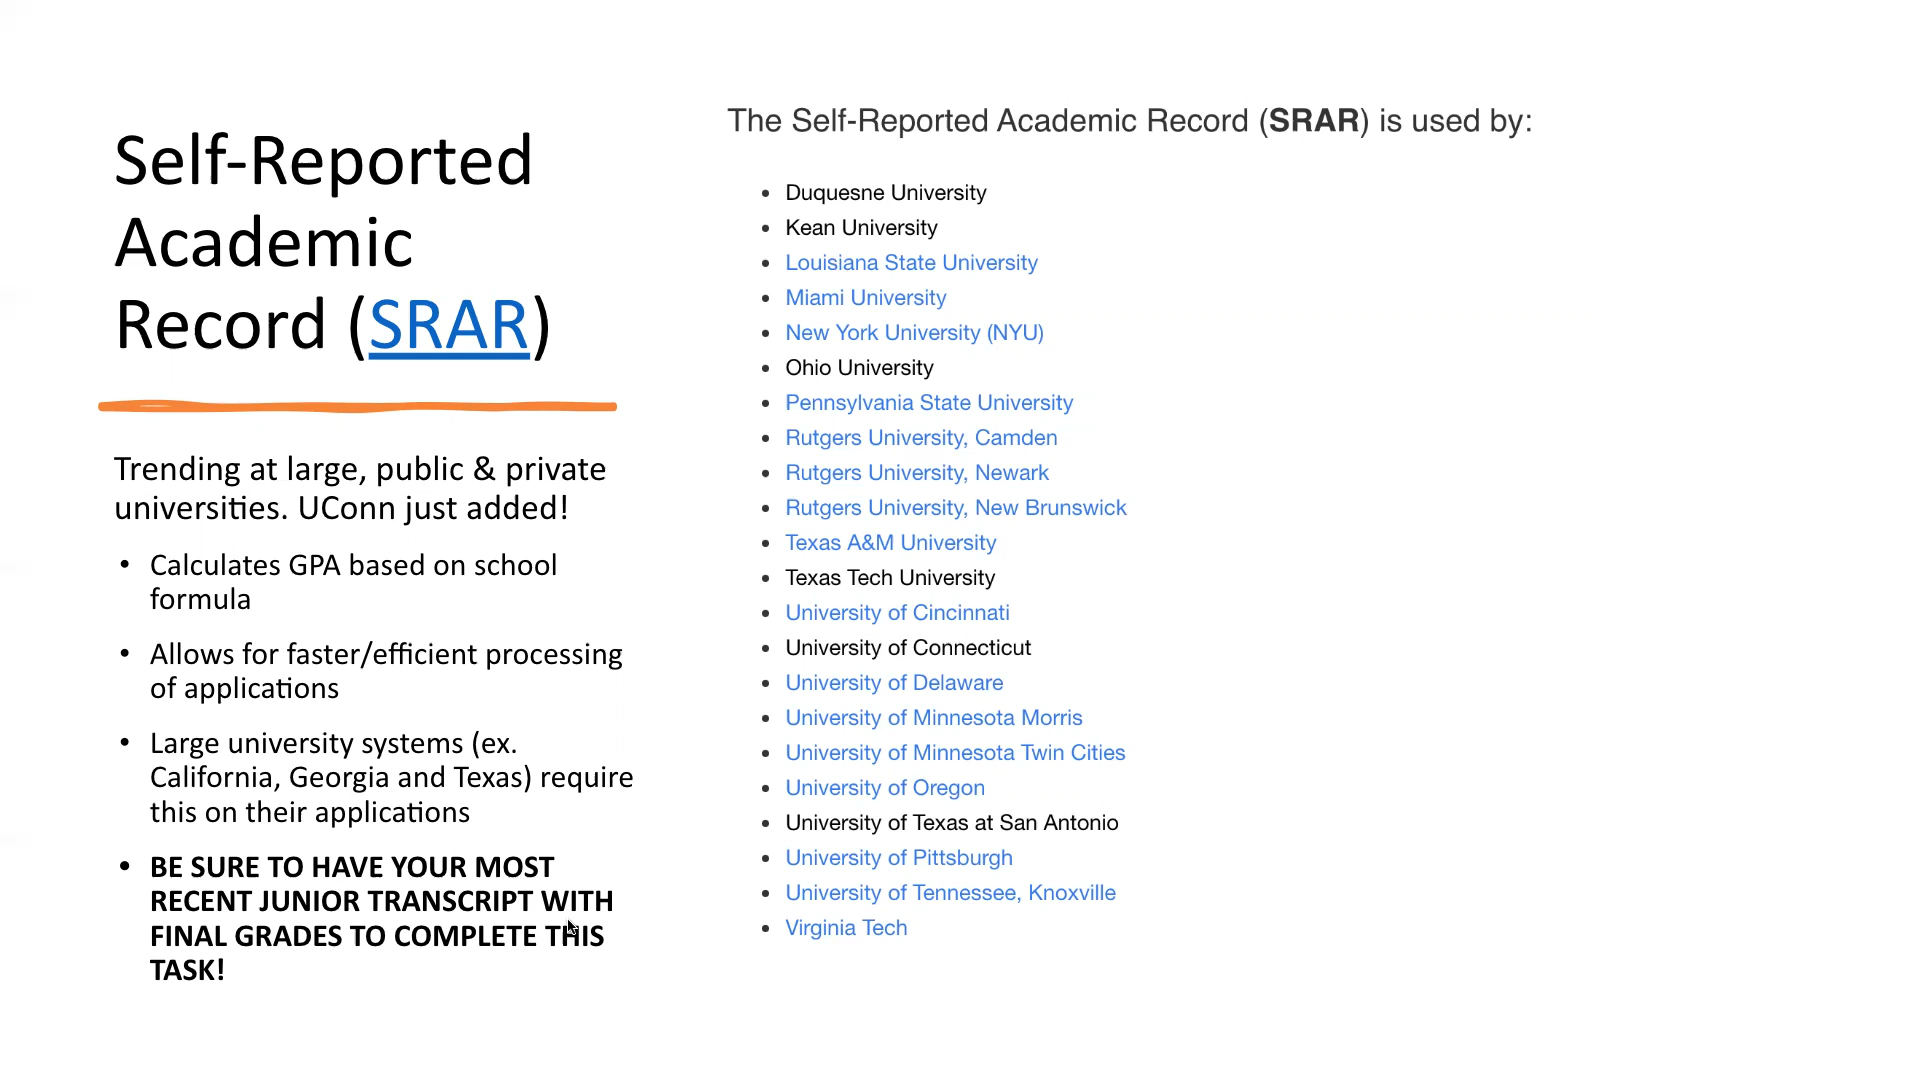 Self-Reported
Academic
Record (SRAR)
Trending at large, public & private
universities. UConn just added!
• Calculates GPA based on school
formula
• Allows for faster/efficient processing
of applications
• Large university systems (ex.
California, Georgia and Texas) require
this on their applications
• BE SURE TO HAVE YOUR MOST
RECENT JUNIOR TRANSCRIPT WITH
FINAL GRADES TO COMPLETE THIS
TASK!
The Self-Reported Academic Record (SRAR) is used by:
• Duquesne University
• Kean University
• Louisiana State University
• Miami University
• New York University (NYU)
• Ohio University
• Pennsylvania State University
• Rutgers University, Camden
• Rutgers University, Newark
• Rutgers University, New Brunswick
• Texas A&M University
• Texas Tech University
• University of Cincinnati
• University of Connecticut
• University of Delaware
• University of Minnesota Morris
• University of Minnesota Twin Cities
• University of Oregon
• University of Texas at San Antonio
• University of Pittsburgh
• University of Tennessee, Knoxville
• Virginia Tech